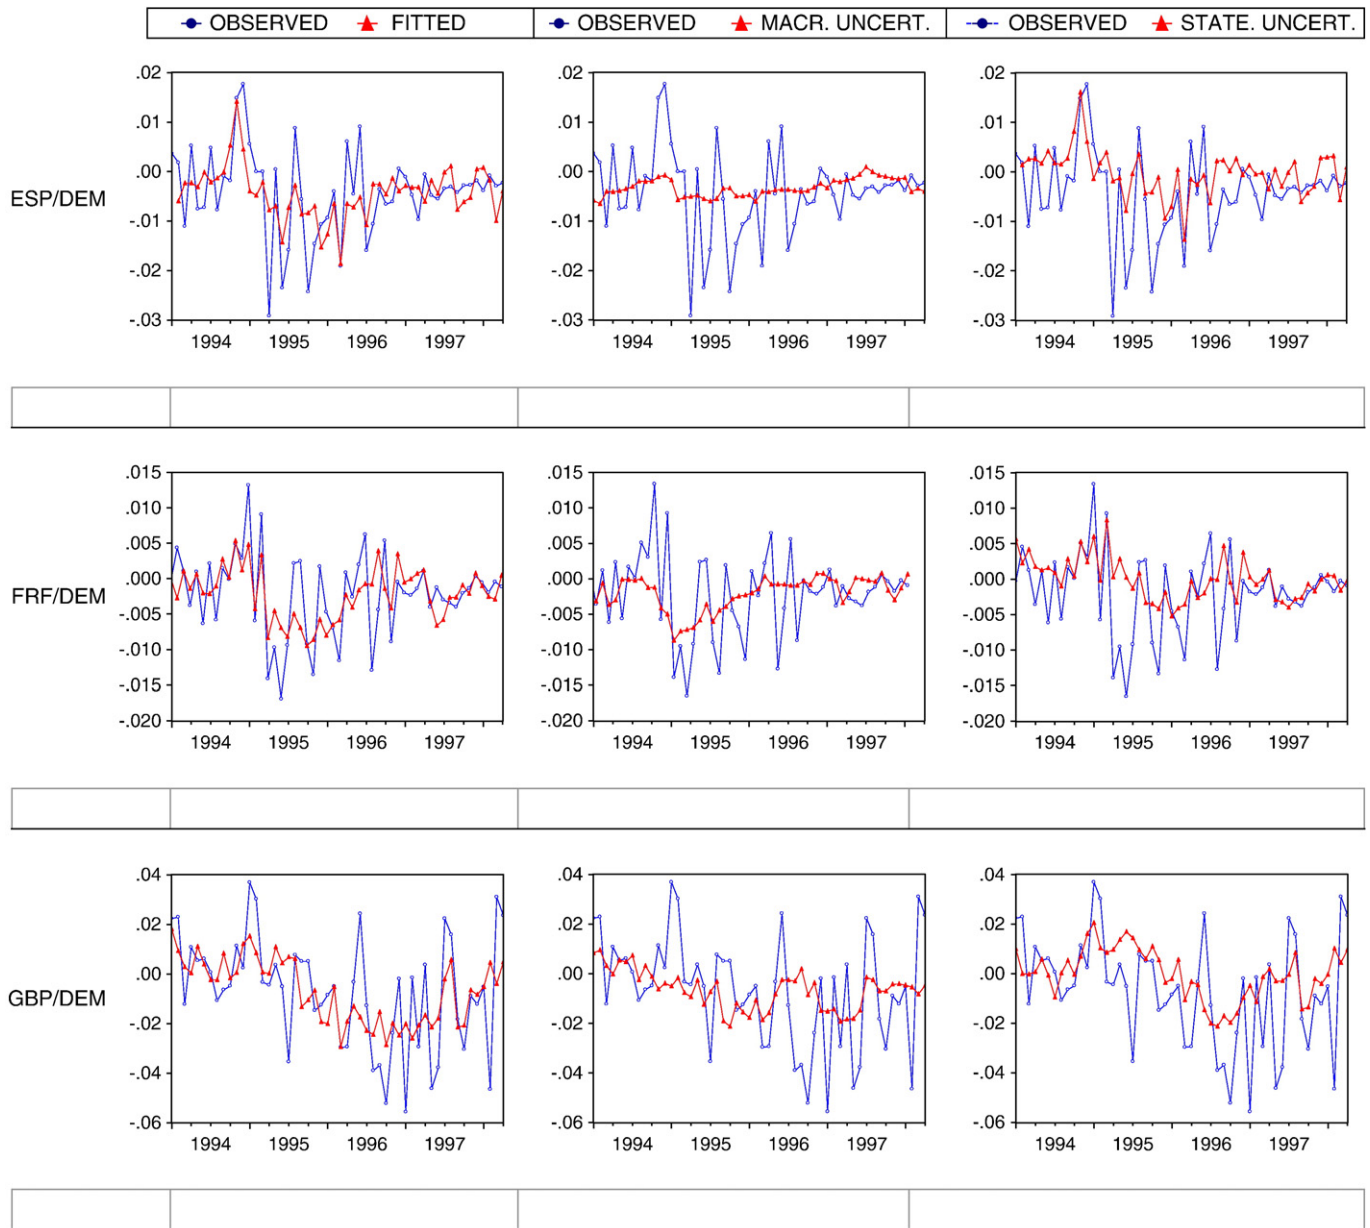 OBSERVED FITTED OBSERVED MACR. UNCERT. OBSERVED STATE. UNCERT.
.02 .02 .02
.01 .01 .01
.00 .00 .00
ESP/DEM
-.01 -.01 -.01
-.02 -.02 -.02
-.03 -.03 -.03
1994 1995 1996 1997 1994 1995 1996 1997 1994 1995 1996 1997
.015 .015 .015
.010 .010 .010
.005 .005 .005
.000 .000 .000
FRF/DEM
-.005 -.005 -.005
-.010 -.010 -.010
-.015 -.015 -.015
-.020 -.020 -.020
1994 1995 1996 1997 1994 1995 1996 1997 1994 1995 1996 1997
.04 .04 .04
.02 .02 .02
.00 .00 .00
GBP/DEM
-.02 -.02 -.02
-.04 -.04 -.04
-.06 -.06 -.06
1994 1995 1996 1997 1994 1995 1996 1997 1994 1995 1996 1997